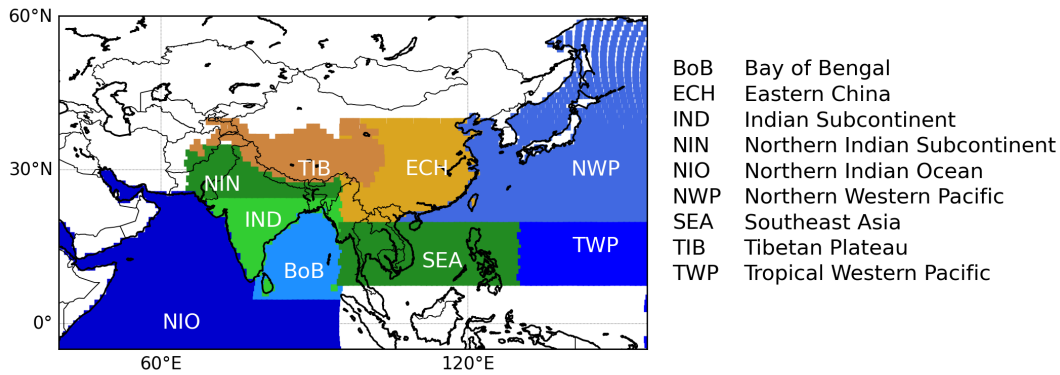 60°N
30°N
0°
60°E
120°E
NIN
TIB
ECH
NWP
IND
BoB
SEA
TWP
NIO
BoB Bay of Bengal
ECH Eastern China
IND Indian Subcontinent
NIN Northern Indian Subcontinent
NIO Northern Indian Ocean
NWP Northern Western Pacific
SEA Southeast Asia
TIB Tibetan Plateau
TWP Tropical Western Pacific